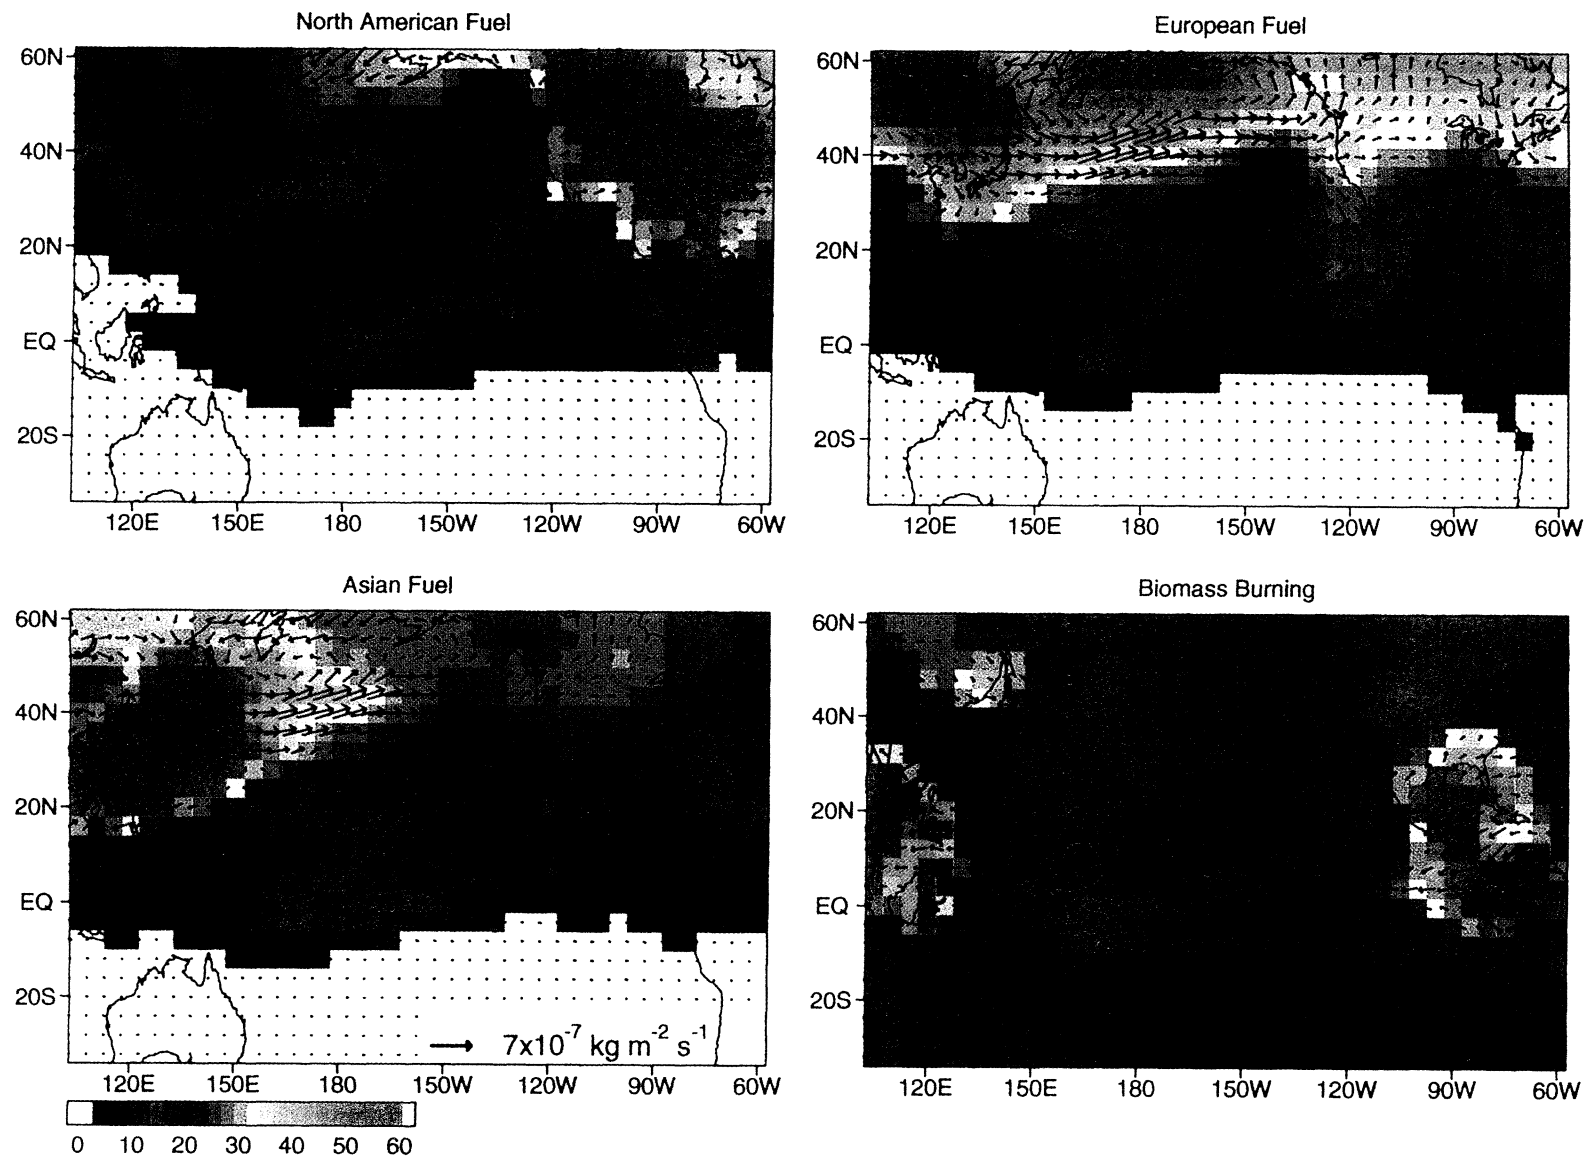 North American Fuel
European Fuel
60N
40N
20N
EQ
20S
120E 150E 180 150W 120W 90W 60W
60N
40N
20N
EQ
20S
120E 150E 180 150W 120W 90W 60W
Asian Fuel
Biomass Burning
60N
40N
20N
EQ
20S
7x10⁻⁷ kg m⁻² s⁻¹
120E 150E 180 150W 120W 90W 60W
60N
40N
20N
EQ
20S
120E 150E 180 150W 120W 90W 60W
0 10 20 30 40 50 60